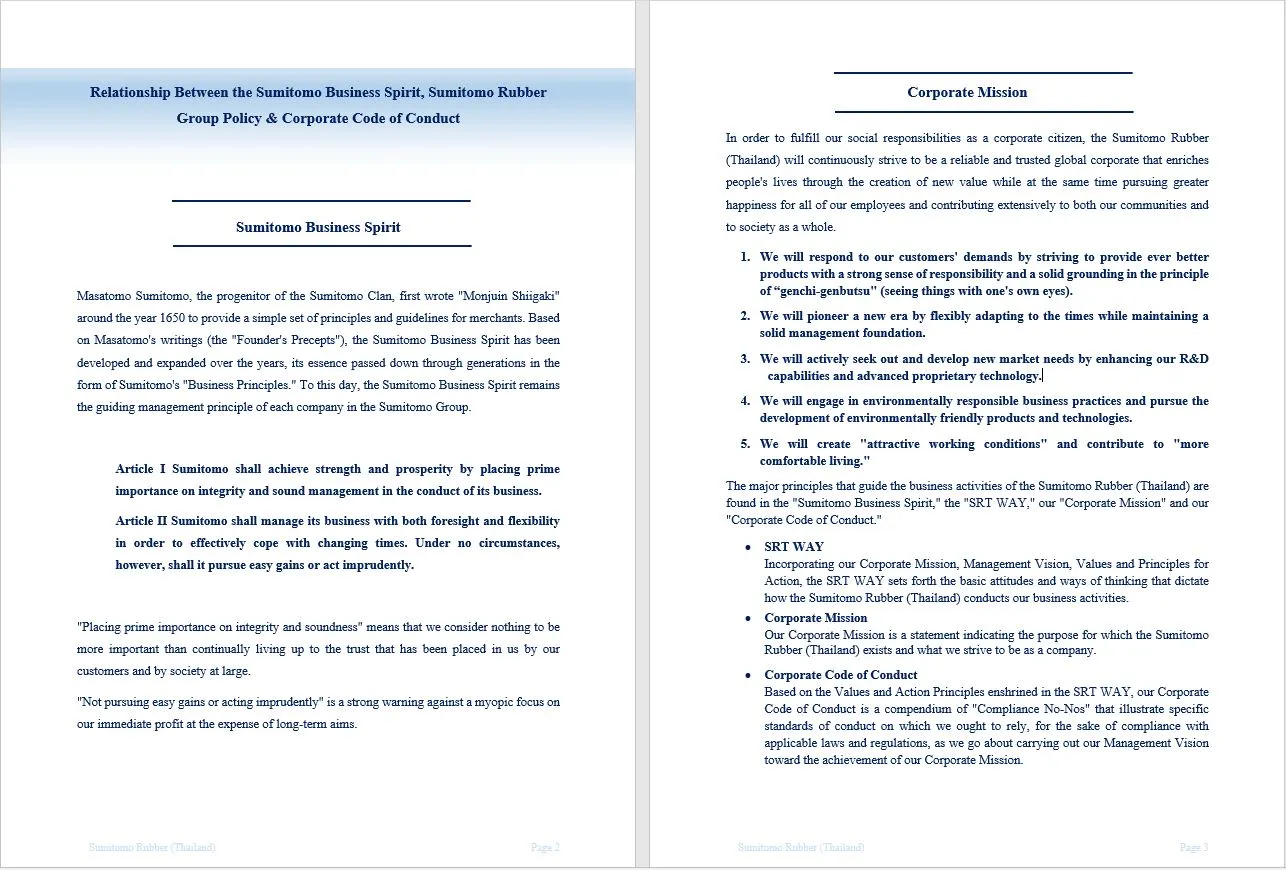 Relationship Between the Sumitomo Business Spirit, Sumitomo Rubber
Group Policy & Corporate Code of Conduct
Sumitomo Business Spirit
Masatomo Sumitomo, the progenitor of the Sumitomo Clan, first wrote "Monjuin Shiigaki"
around the year 1650 to provide a simple set of principles and guidelines for merchants. Based
on Masatomo's writings (the "Founder's Precepts"), the Sumitomo Business Spirit has been
developed and expanded over the years, its essence passed down through generations in the
form of Sumitomo's "Business Principles." To this day, the Sumitomo Business Spirit remains
the guiding management principle of each company in the Sumitomo Group.
Article I Sumitomo shall achieve strength and prosperity by placing prime
importance on integrity and sound management in the conduct of its business.
Article II Sumitomo shall manage its business with both foresight and flexibility
in order to effectively cope with changing times. Under no circumstances,
however, shall it pursue easy gains or act imprudently.
"Placing prime importance on integrity and soundness" means that we consider nothing to be
more important than continually living up to the trust that has been placed in us by our
customers and by society at large.
"Not pursuing easy gains or acting imprudently" is a strong warning against a myopic focus on
our immediate profit at the expense of long-term aims.
Sumitomo Rubber (Thailand)
Page 2
Corporate Mission
In order to fulfill our social responsibilities as a corporate citizen, the Sumitomo Rubber
(Thailand) will continuously strive to be a reliable and trusted global corporate that enriches
people's lives through the creation of new value while at the same time pursuing greater
happiness for all of our employees and contributing extensively to both our communities and
to society as a whole.
1. We will respond to our customers' demands by striving to provide ever better
products with a strong sense of responsibility and a solid grounding in the principle
of “genchi-genbutsu" (seeing things with one's own eyes).
2. We will pioneer a new era by flexibly adapting to the times while maintaining a
solid management foundation.
3. We will actively seek out and develop new market needs by enhancing our R&D
capabilities and advanced proprietary technology.
4. We will engage in environmentally responsible business practices and pursue the
development of environmentally friendly products and technologies.
5. We will create "attractive working conditions" and contribute to "more
comfortable living."
The major principles that guide the business activities of the Sumitomo Rubber (Thailand) are
found in the "Sumitomo Business Spirit," the "SRT WAY," our "Corporate Mission" and our
"Corporate Code of Conduct."
• SRT WAY
Incorporating our Corporate Mission, Management Vision, Values and Principles for
Action, the SRT WAY sets forth the basic attitudes and ways of thinking that dictate
how the Sumitomo Rubber (Thailand) conducts our business activities.
• Corporate Mission
Our Corporate Mission is a statement indicating the purpose for which the Sumitomo
Rubber (Thailand) exists and what we strive to be as a company.
• Corporate Code of Conduct
Based on the Values and Action Principles enshrined in the SRT WAY, our Corporate
Code of Conduct is a compendium of "Compliance No-Nos" that illustrate specific
standards of conduct on which we ought to rely, for the sake of compliance with
applicable laws and regulations, as we go about carrying out our Management Vision
toward the achievement of our Corporate Mission.
Sumitomo Rubber (Thailand)
Page 3